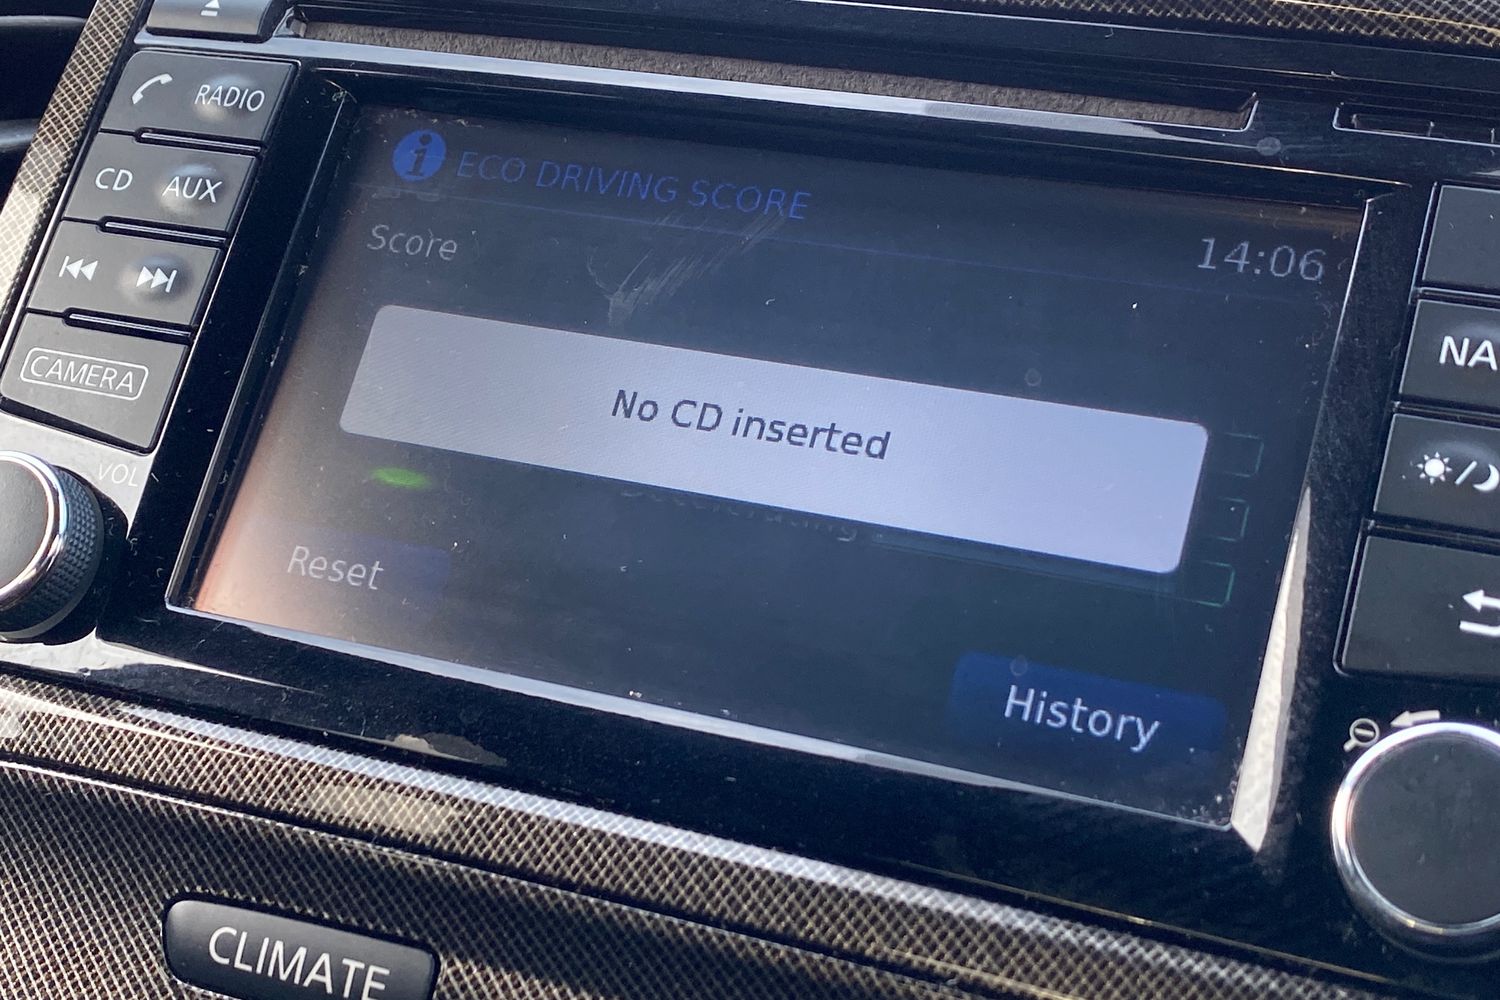 RADIO
CD AUX
CAMERA
VOL
i ECO DRIVING SCORE
Score
14:06
No CD inserted
Reset
History
NA
CLIMATE